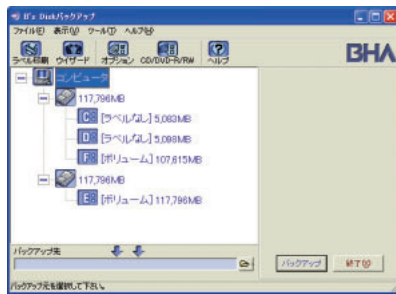 B's Diskバックアップ
ファイル(F) 表示(V) ツール(T) ヘルプ(H)
ラベル印刷 ウィザード オプション CD/DVD-R/RW ヘルプ
BHA
コンピュータ
117,796MB
C: [ラベルなし] 5,083MB
D: [ラベルなし] 5,098MB
F: [ボリューム] 107,615MB
117,796MB
E: [ボリューム] 117,796MB
バックアップ先
バックアップ 終了(X)
バックアップ元を選択して下さい。